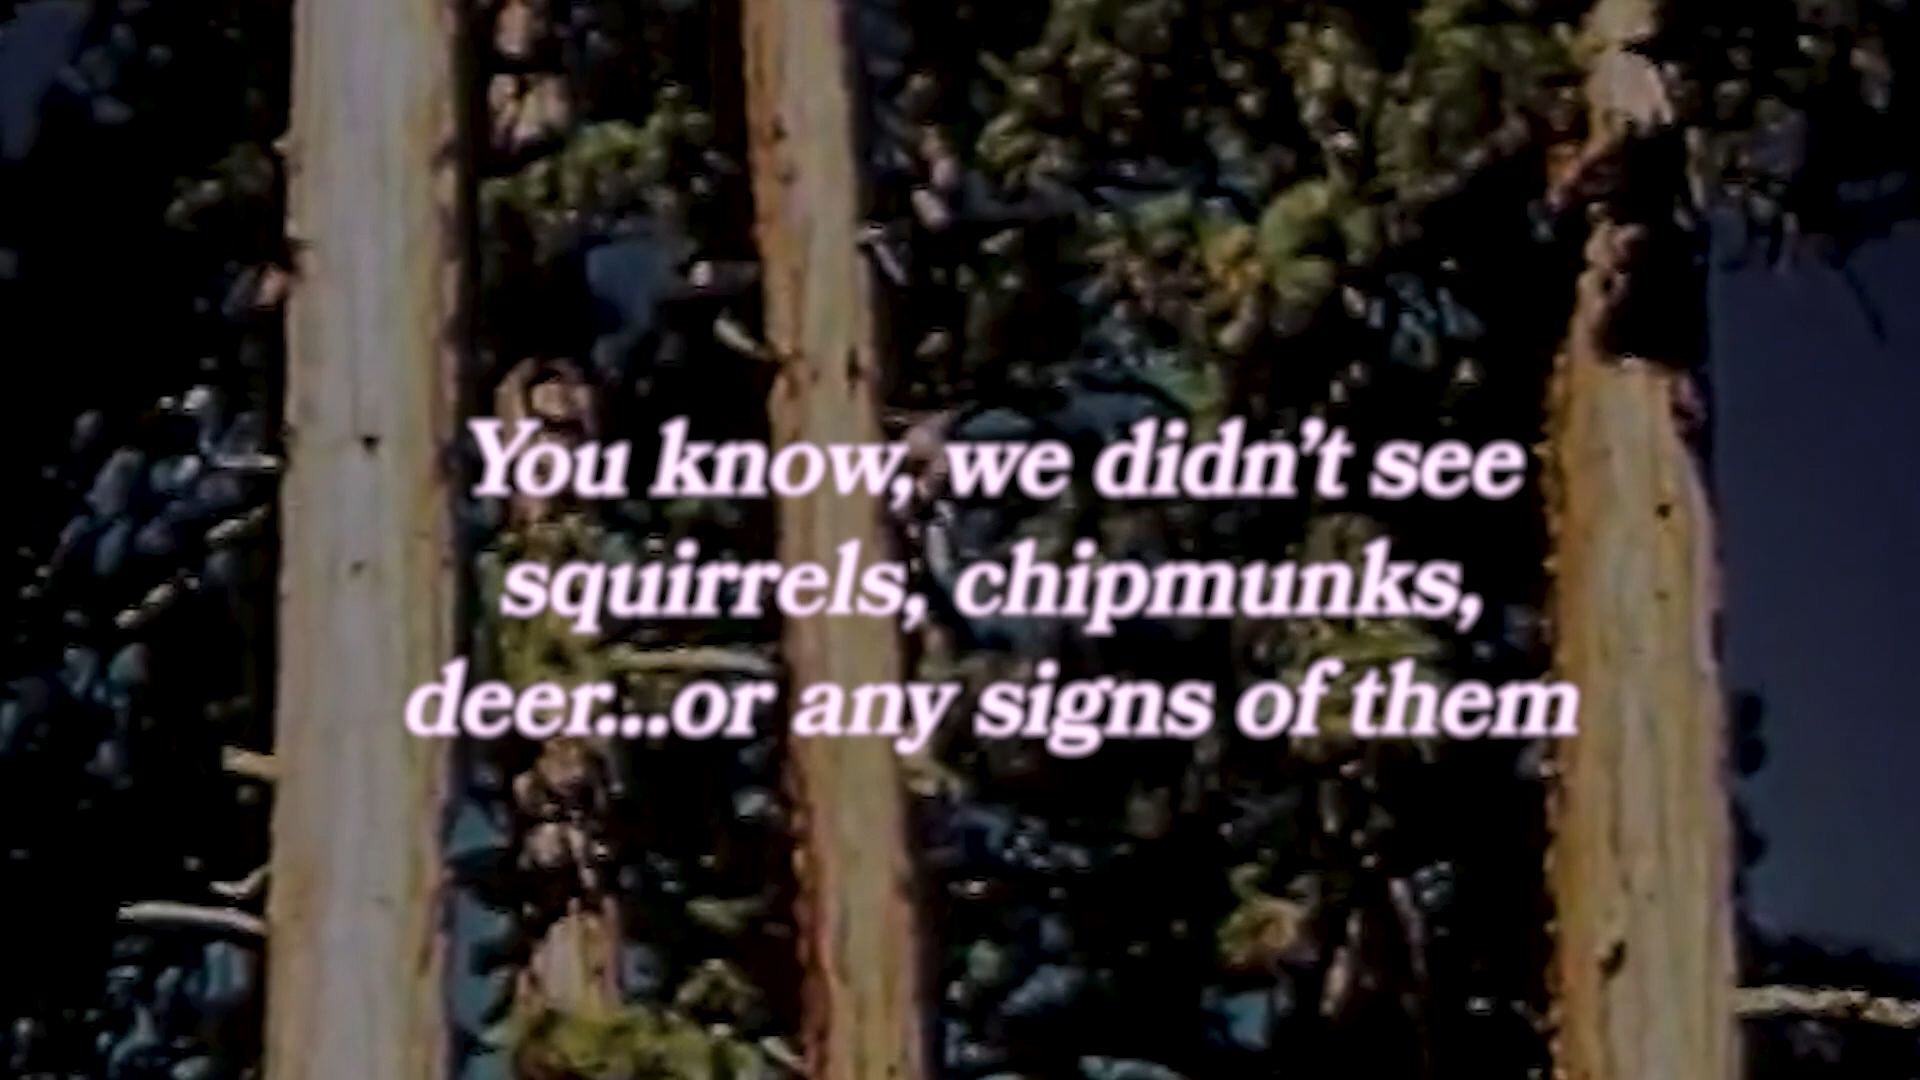 You know, we didn’t see
squirrels, chipmunks,
deer...or any signs of them